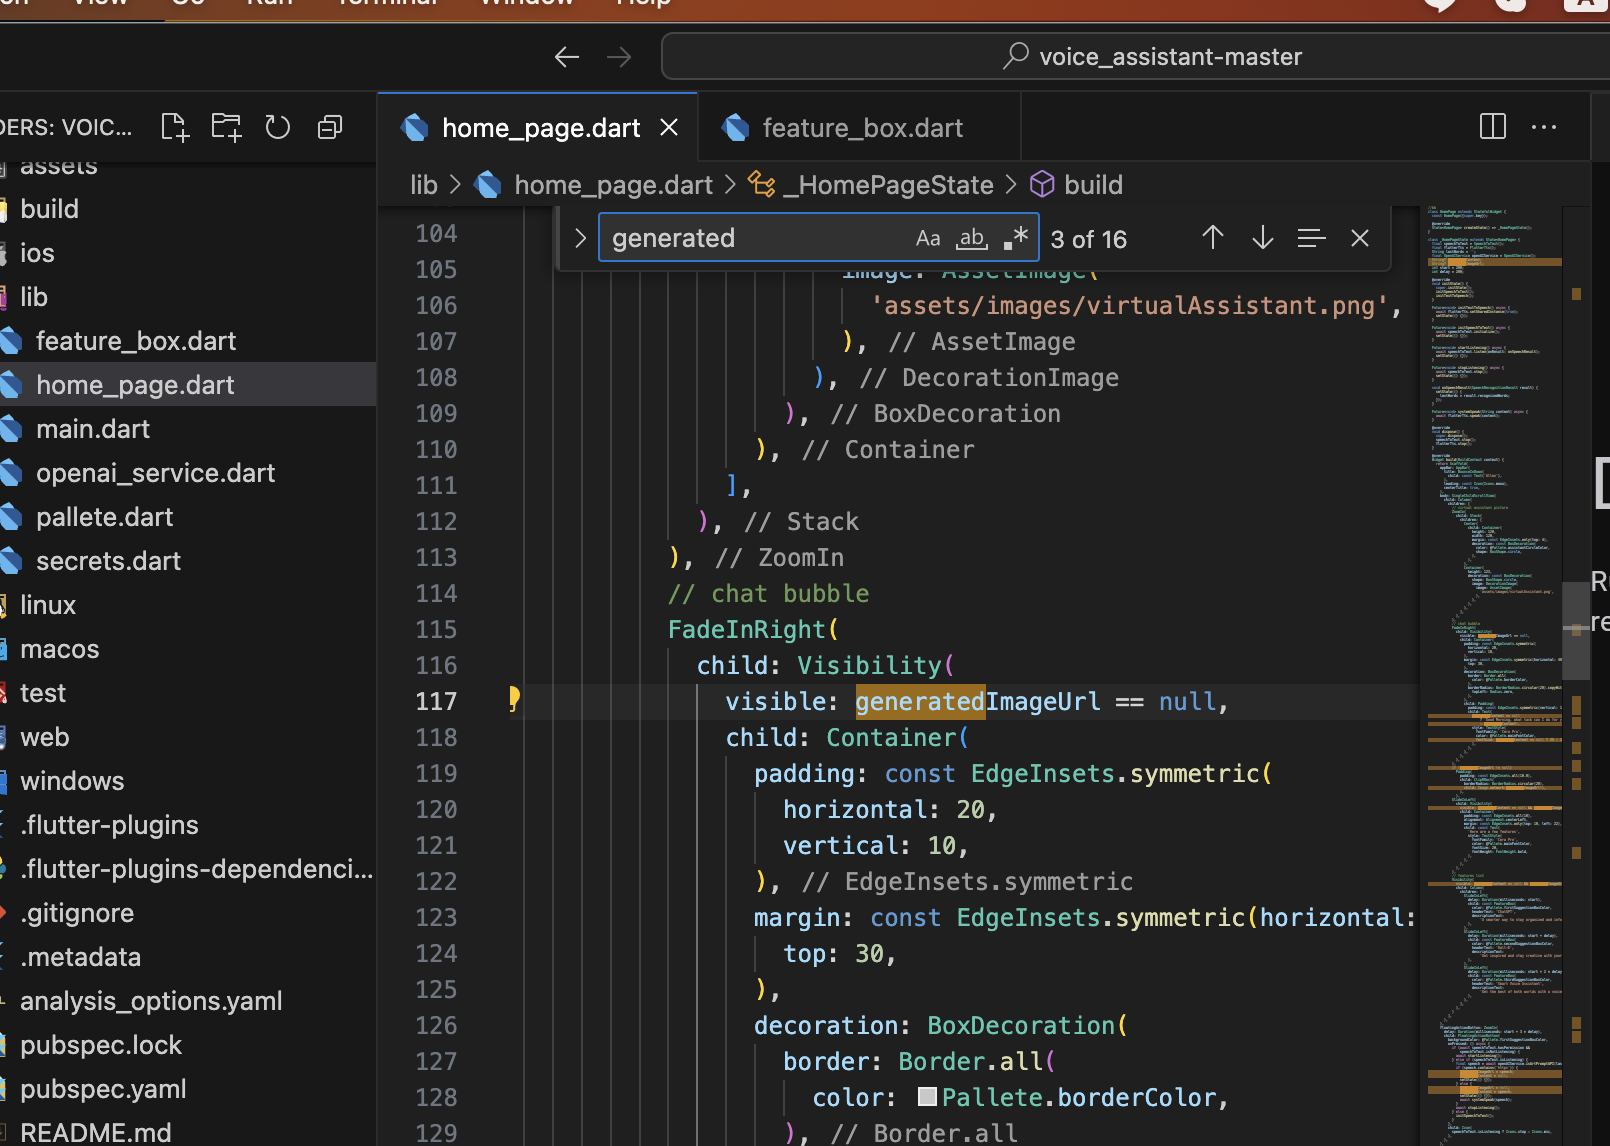 View Go Run Terminal Window Help
voice_assistant-master
DERS: VOIC...
home_page.dart
feature_box.dart
lib > home_page.dart > _HomePageState > build
assets
build
ios
lib
feature_box.dart
home_page.dart
main.dart
openai_service.dart
pallete.dart
secrets.dart
linux
macos
test
web
windows
.flutter-plugins
.flutter-plugins-dependenci...
.gitignore
.metadata
analysis_options.yaml
pubspec.lock
pubspec.yaml
README.md
generated Aa ab .* 3 of 16
104
105 image: AssetImage(
106 'assets/images/virtualAssistant.png',
107 ), // AssetImage
108 ), // DecorationImage
109 ), // BoxDecoration
110 ), // Container
111 ],
112 ), // Stack
113 ), // ZoomIn
114 // chat bubble
115 FadeInRight(
116 child: Visibility(
117 visible: generatedImageUrl == null,
118 child: Container(
119 padding: const EdgeInsets.symmetric(
120 horizontal: 20,
121 vertical: 10,
122 ), // EdgeInsets.symmetric
123 margin: const EdgeInsets.symmetric(horizontal:
124 top: 30,
125 ),
126 decoration: BoxDecoration(
127 border: Border.all(
128 color: Pallete.borderColor,
129 ), // Border.all